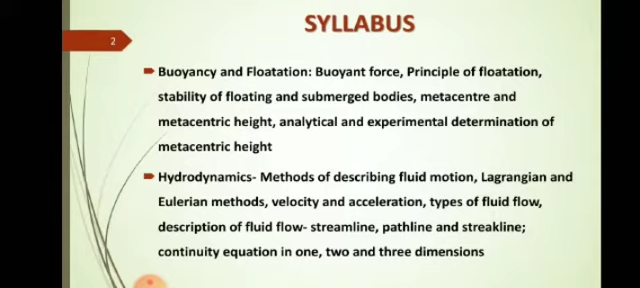 SYLLABUS
2
Buoyancy and Floatation: Buoyant force, Principle of floatation,
stability of floating and submerged bodies, metacentre and
metacentric height, analytical and experimental determination of
metacentric height
Hydrodynamics- Methods of describing fluid motion, Lagrangian and
Eulerian methods, velocity and acceleration, types of fluid flow,
description of fluid flow- streamline, pathline and streakline;
continuity equation in one, two and three dimensions